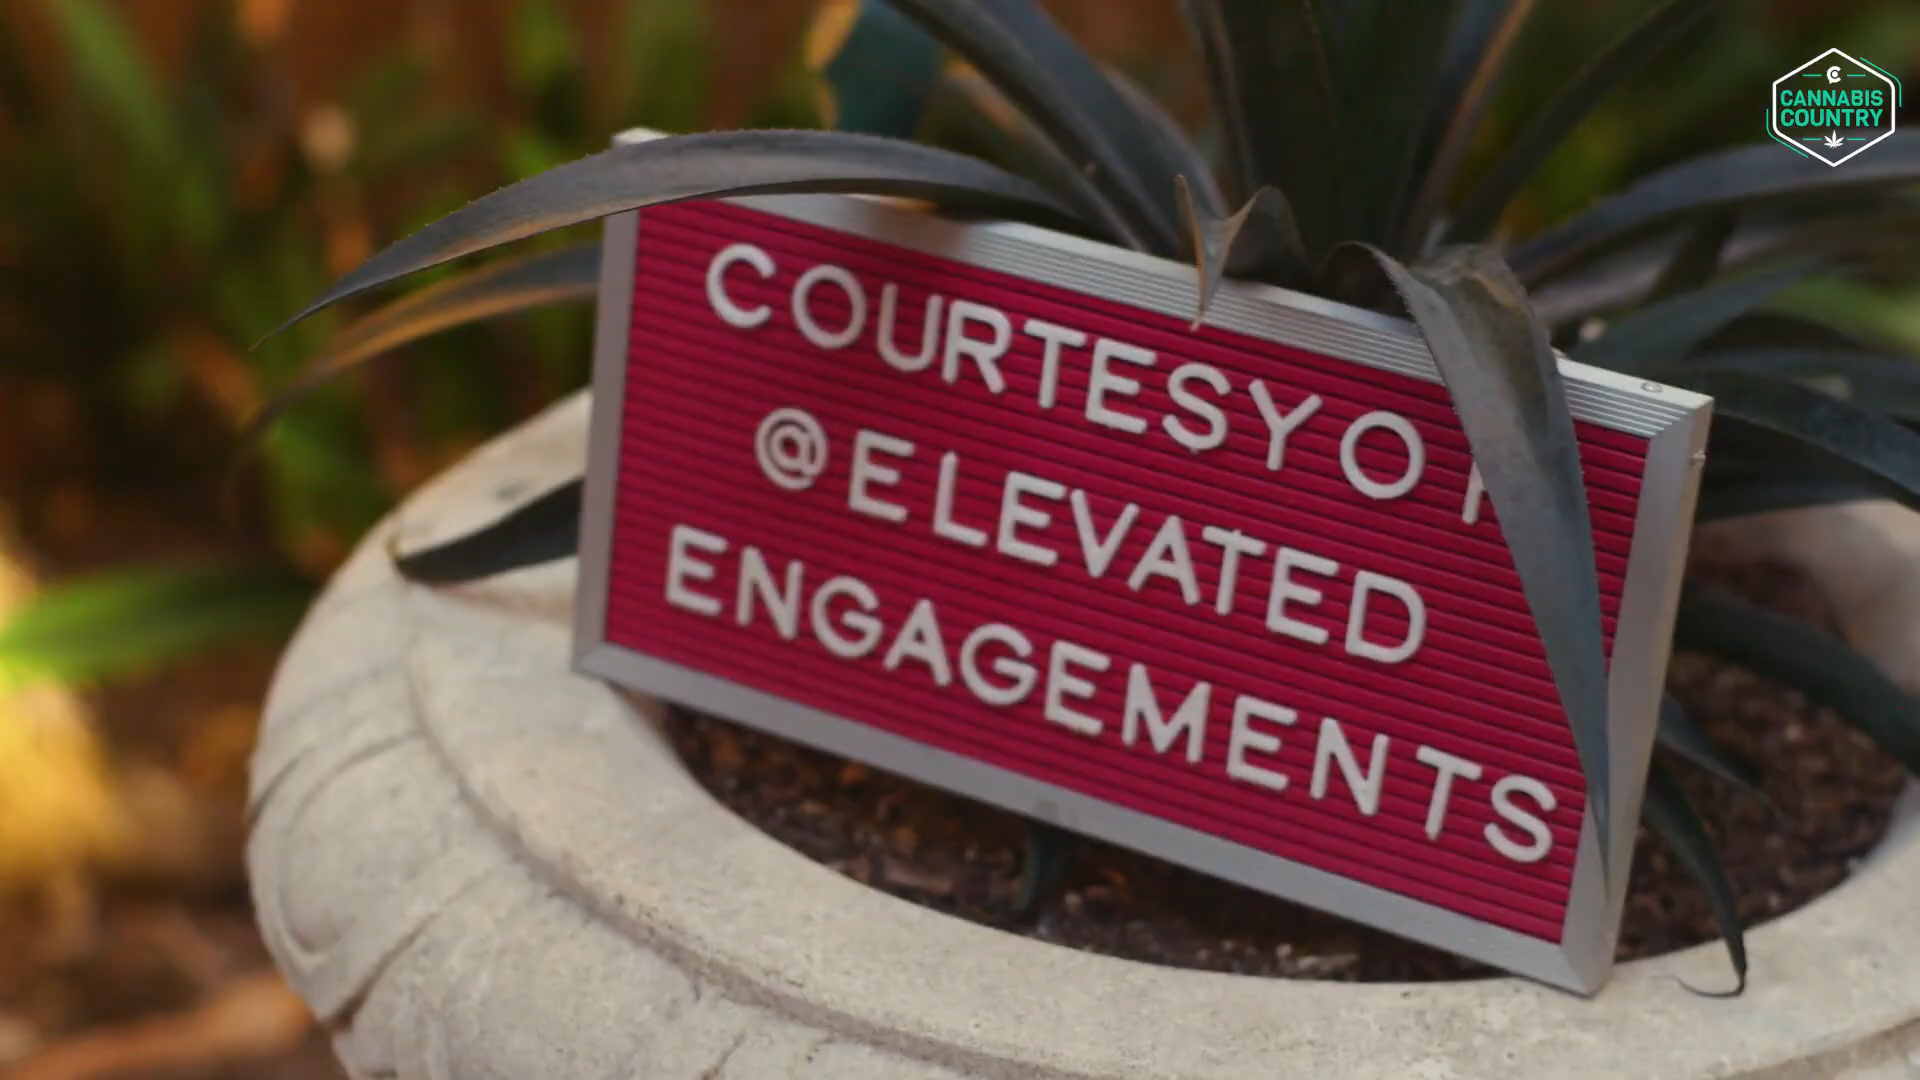 COURTESY O
@ELEVATED
ENGAGEMENTS
C
CANNABIS
COUNTRY